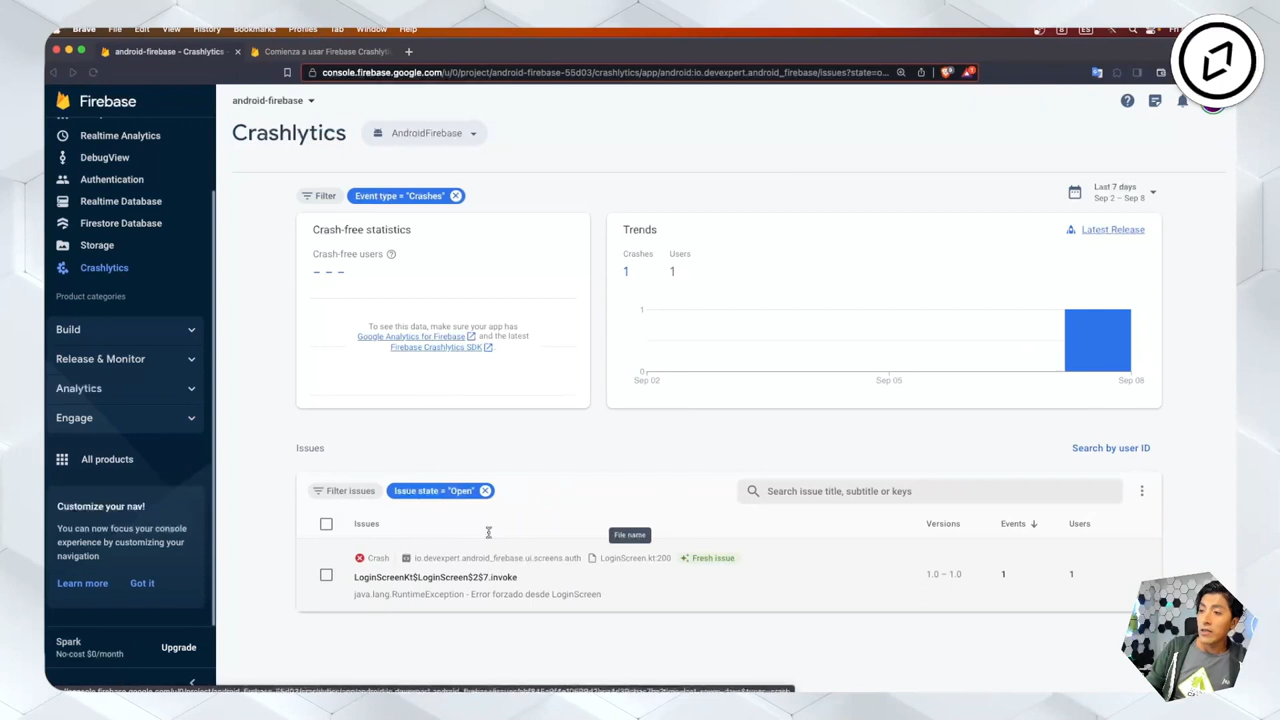 Brave File Edit View History Bookmarks Profiles Tab Window Help
android-firebase - Crashlytics
Comienza a usar Firebase Crashlyti
console.firebase.google.com/u/0/project/android-firebase-55d03/crashlytics/app/android:io.devexpert.android_firebase/issues?state=o...
Firebase
Realtime Analytics
DebugView
Authentication
Realtime Database
Firestore Database
Storage
Crashlytics
Product categories
Build
Release & Monitor
Analytics
Engage
All products
Customize your nav!
You can now focus your console
experience by customizing your
navigation
Learn more Got it
Spark
No-cost $0/month
Upgrade
android-firebase
Crashlytics
AndroidFirebase
Filter
Event type = "Crashes"
Last 7 days
Sep 2 – Sep 8
Crash-free statistics
Crash-free users
To see this data, make sure your app has
Google Analytics for Firebase and the latest
Firebase Crashlytics SDK
Trends
Latest Release
Crashes Users
1 1
1
0
Sep 02 Sep 05 Sep 08
Issues
Search by user ID
Filter issues
Issue state = "Open"
Search issue title, subtitle or keys
Issues Versions Events Users
File name
Crash io.devexpert.android_firebase.ui.screens.auth LoginScreen.kt:200 Fresh issue
LoginScreenKt$LoginScreen$2$7.invoke
java.lang.RuntimeException - Error forzado desde LoginScreen
1.0 – 1.0 1 1